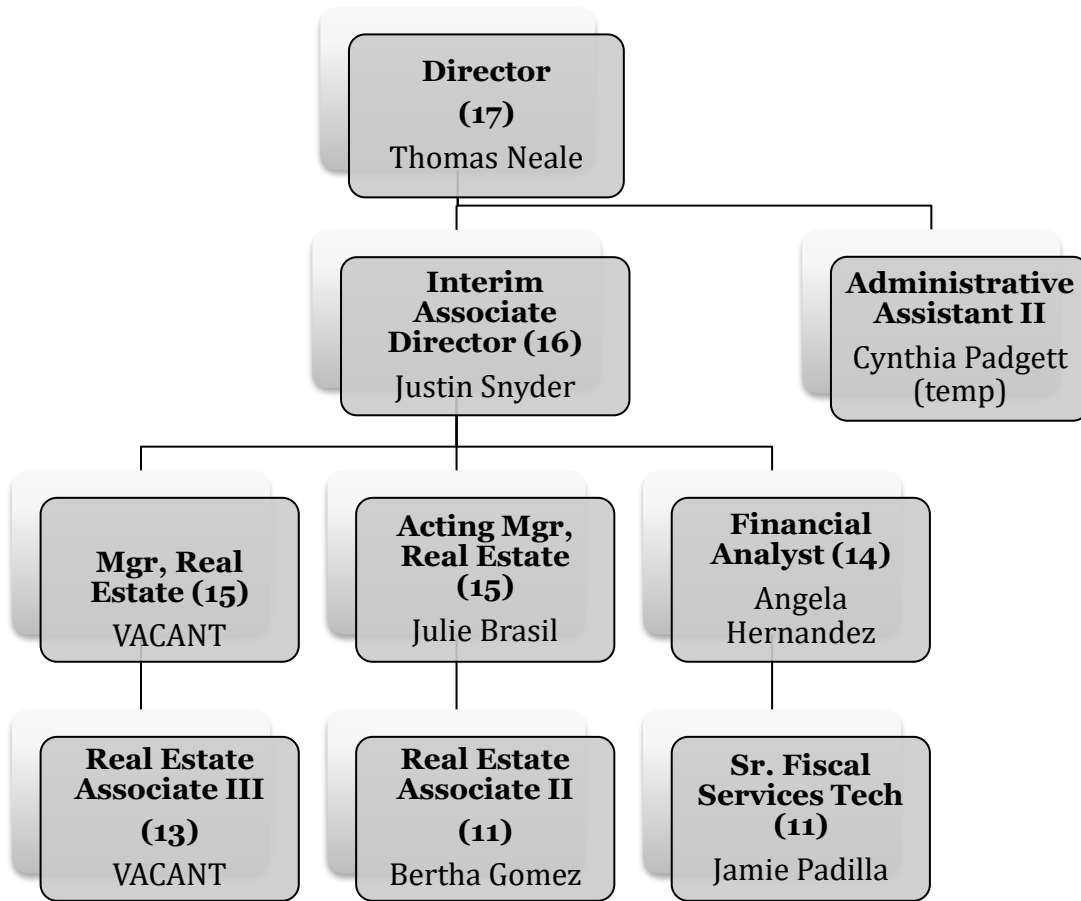 Director
(17)
Thomas Neale
Interim
Associate
Director (16)
Justin Snyder
Administrative
Assistant II
Cynthia Padgett
(temp)
Mgr, Real
Estate (15)
VACANT
Acting Mgr,
Real Estate
(15)
Julie Brasil
Financial
Analyst (14)
Angela
Hernandez
Real Estate
Associate III
(13)
VACANT
Real Estate
Associate II
(11)
Bertha Gomez
Sr. Fiscal
Services Tech
(11)
Jamie Padilla